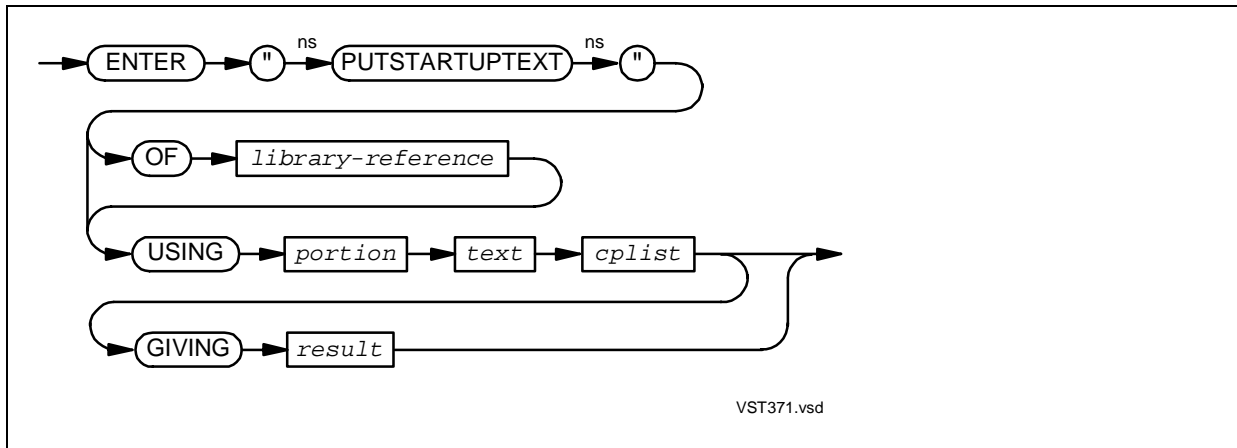 ns ns
ENTER " PUTSTARTUPTEXT "
OF library-reference
USING portion text cplist
GIVING result
VST371.vsd